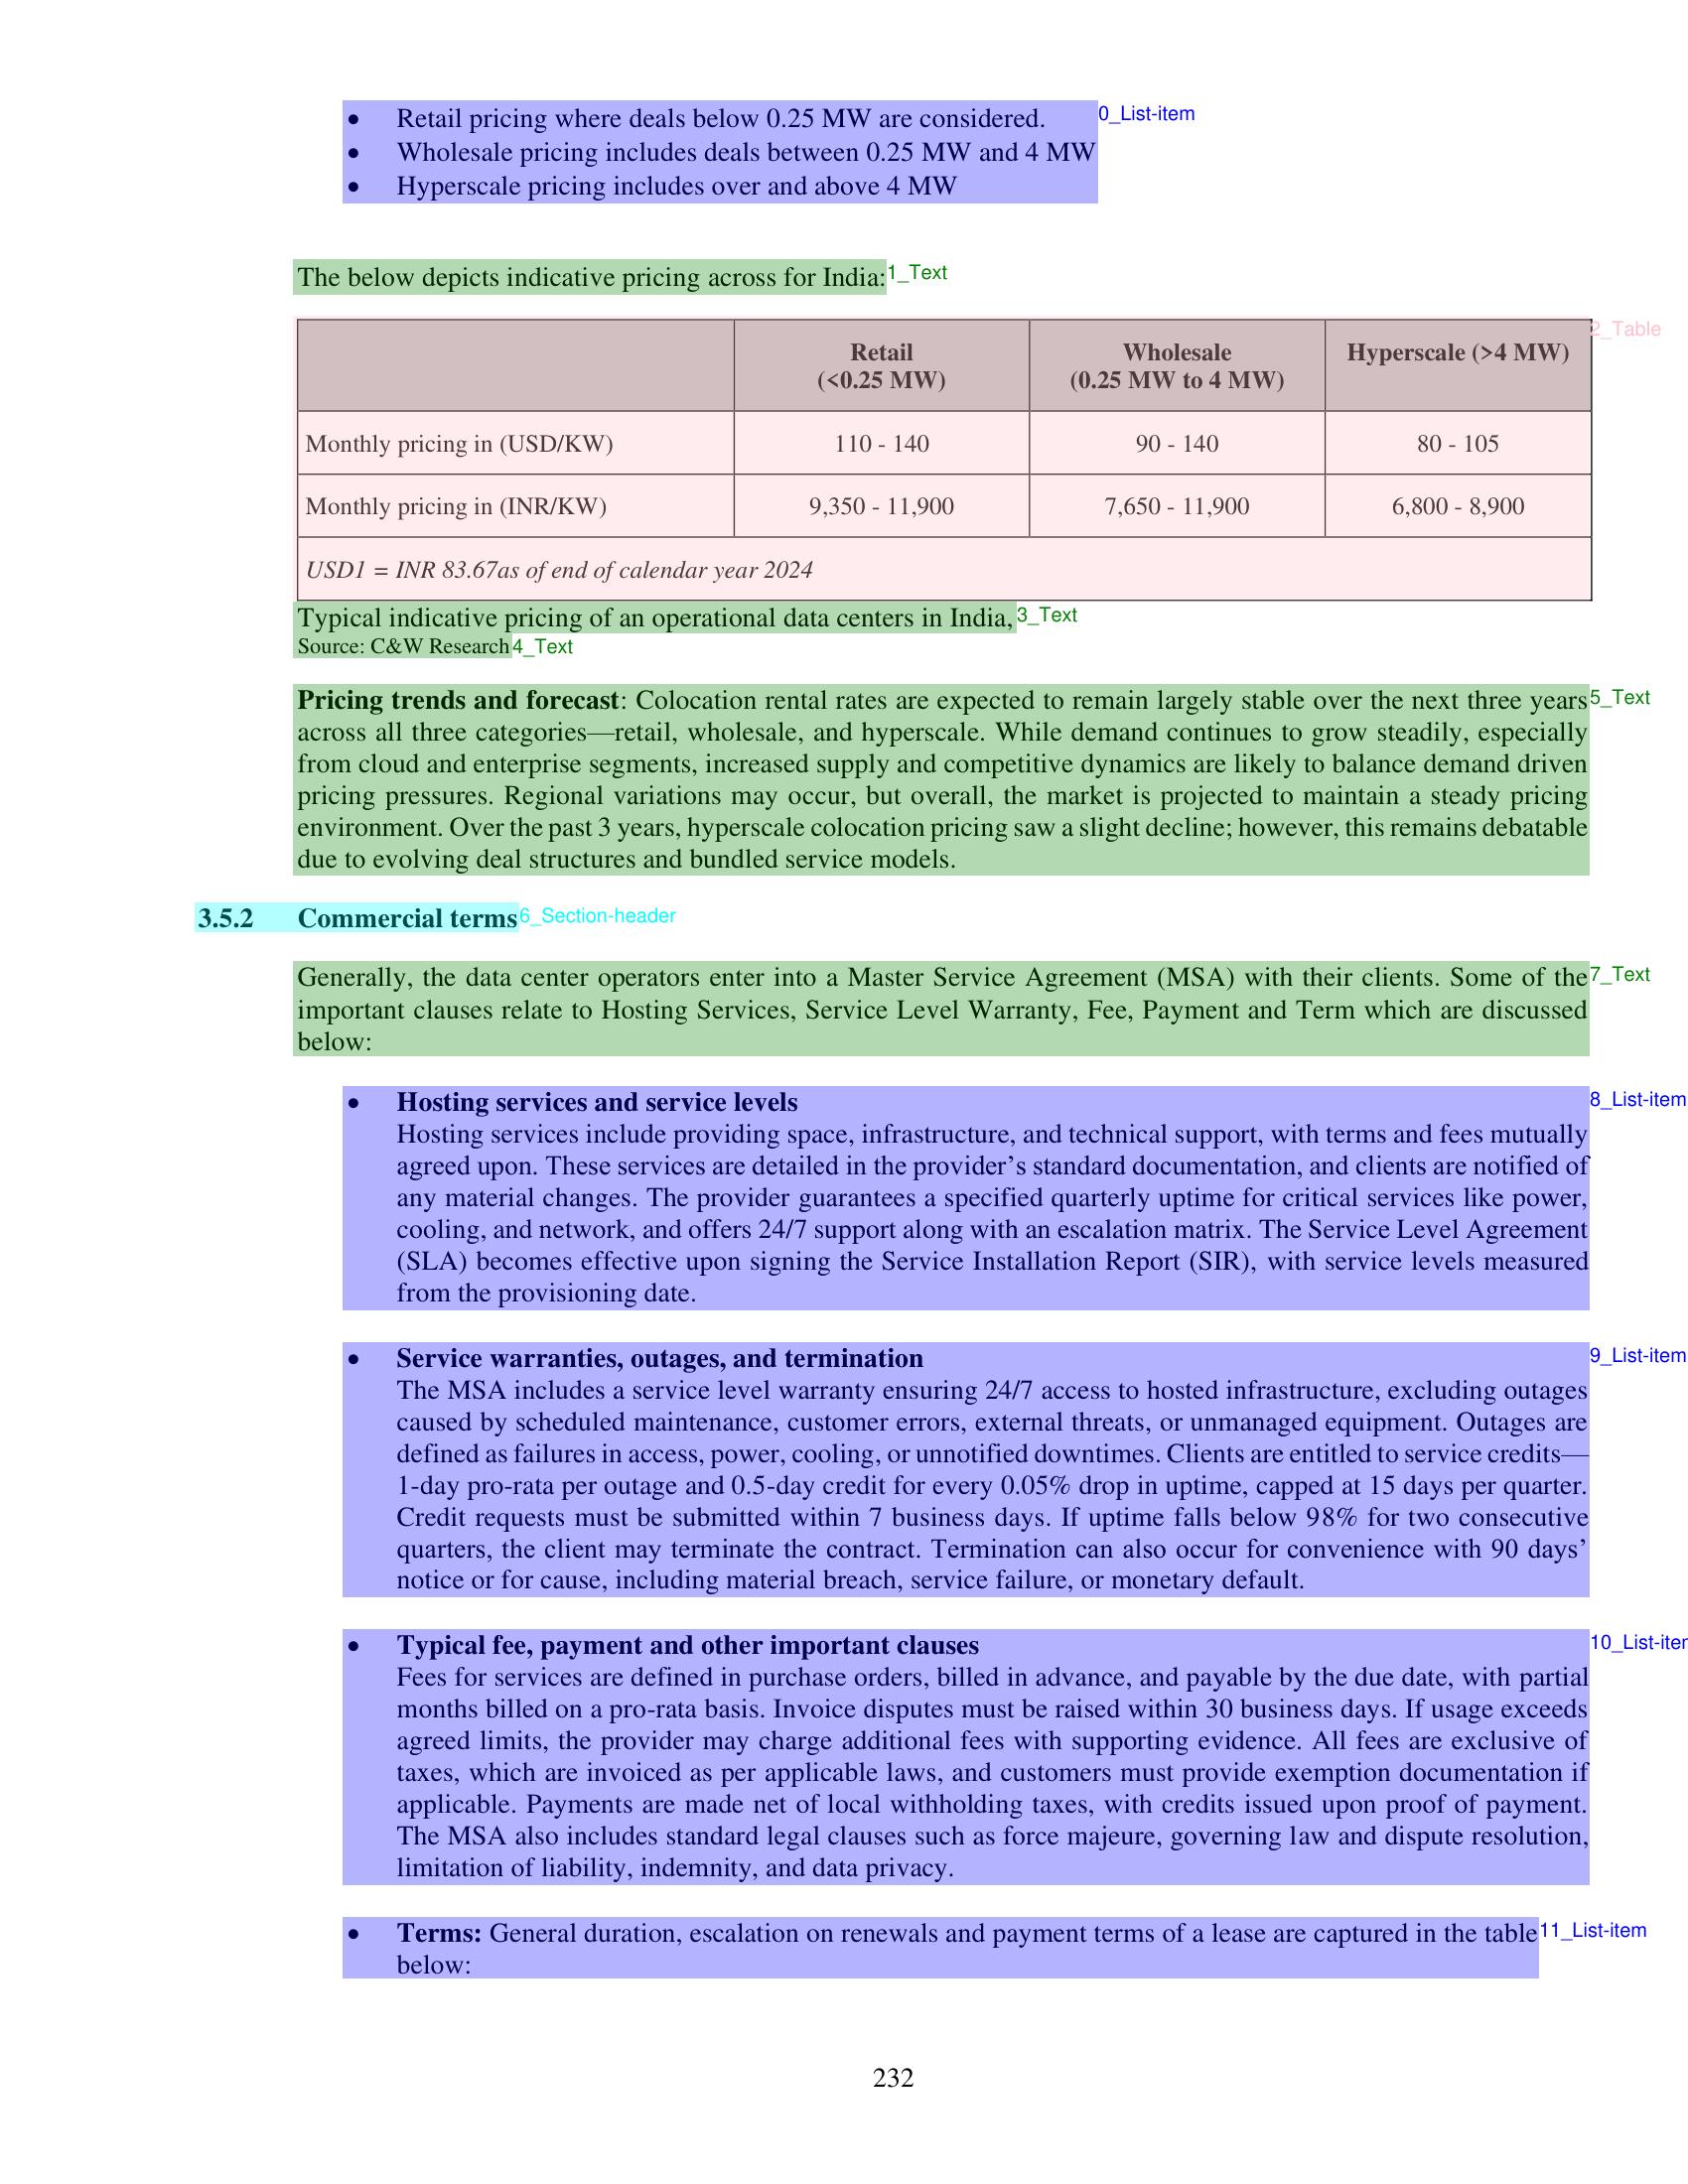 • Retail pricing where deals below 0.25 MW are considered. 0_List-item
• Wholesale pricing includes deals between 0.25 MW and 4 MW
• Hyperscale pricing includes over and above 4 MW
The below depicts indicative pricing across for India: 1_Text
2_Table
Retail (<0.25 MW) Wholesale (0.25 MW to 4 MW) Hyperscale (>4 MW)
Monthly pricing in (USD/KW) 110 - 140 90 - 140 80 - 105
Monthly pricing in (INR/KW) 9,350 - 11,900 7,650 - 11,900 6,800 - 8,900
USD1 = INR 83.67as of end of calendar year 2024
Typical indicative pricing of an operational data centers in India, 3_Text
Source: C&W Research 4_Text
Pricing trends and forecast: Colocation rental rates are expected to remain largely stable over the next three years 5_Text
across all three categories—retail, wholesale, and hyperscale. While demand continues to grow steadily, especially
from cloud and enterprise segments, increased supply and competitive dynamics are likely to balance demand driven
pricing pressures. Regional variations may occur, but overall, the market is projected to maintain a steady pricing
environment. Over the past 3 years, hyperscale colocation pricing saw a slight decline; however, this remains debatable
due to evolving deal structures and bundled service models.
3.5.2 Commercial terms 6_Section-header
Generally, the data center operators enter into a Master Service Agreement (MSA) with their clients. Some of the 7_Text
important clauses relate to Hosting Services, Service Level Warranty, Fee, Payment and Term which are discussed
below:
• Hosting services and service levels 8_List-item
Hosting services include providing space, infrastructure, and technical support, with terms and fees mutually
agreed upon. These services are detailed in the provider’s standard documentation, and clients are notified of
any material changes. The provider guarantees a specified quarterly uptime for critical services like power,
cooling, and network, and offers 24/7 support along with an escalation matrix. The Service Level Agreement
(SLA) becomes effective upon signing the Service Installation Report (SIR), with service levels measured
from the provisioning date.
• Service warranties, outages, and termination 9_List-item
The MSA includes a service level warranty ensuring 24/7 access to hosted infrastructure, excluding outages
caused by scheduled maintenance, customer errors, external threats, or unmanaged equipment. Outages are
defined as failures in access, power, cooling, or unnotified downtimes. Clients are entitled to service credits—
1-day pro-rata per outage and 0.5-day credit for every 0.05% drop in uptime, capped at 15 days per quarter.
Credit requests must be submitted within 7 business days. If uptime falls below 98% for two consecutive
quarters, the client may terminate the contract. Termination can also occur for convenience with 90 days’
notice or for cause, including material breach, service failure, or monetary default.
• Typical fee, payment and other important clauses 10_List-iter
Fees for services are defined in purchase orders, billed in advance, and payable by the due date, with partial
months billed on a pro-rata basis. Invoice disputes must be raised within 30 business days. If usage exceeds
agreed limits, the provider may charge additional fees with supporting evidence. All fees are exclusive of
taxes, which are invoiced as per applicable laws, and customers must provide exemption documentation if
applicable. Payments are made net of local withholding taxes, with credits issued upon proof of payment.
The MSA also includes standard legal clauses such as force majeure, governing law and dispute resolution,
limitation of liability, indemnity, and data privacy.
• Terms: General duration, escalation on renewals and payment terms of a lease are captured in the table 11_List-item
below:
232